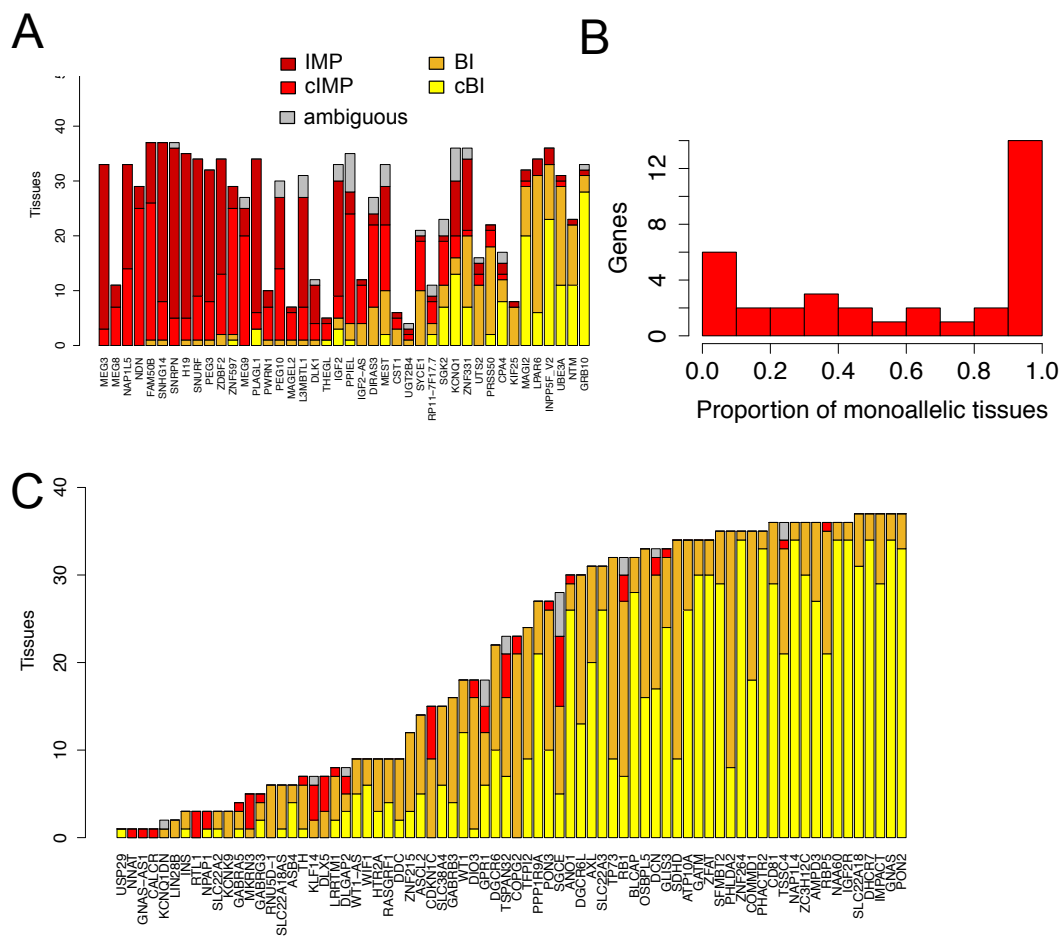 A
B
IMP
BI
cIMP
cBI
ambiguous
Tissues
0
10
20
30
40
MEG3
MEG8
NAP1L5
NDN
FAM50B
SNHG14
SNRPN
H19
SNURF
PEG3
ZDBF2
ZNF597
MEG9
PLAGL1
PWRN1
PEG10
MAGEL2
L3MBTL1
DLK1
THEGL
IGF2
PPIEL
IGF2-AS
DIRAS3
MEST
CST1
UGT2B4
SYCE1
RP11-7F17.7
SGK2
KCNQ1
ZNF331
UTS2
PRSS50
CPA4
KIF25
MAGI2
LPAR6
INPP5F_V2
UBE3A
NTM
GRB10
Genes
0
4
8
12
0.0
0.2
0.4
0.6
0.8
1.0
Proportion of monoallelic tissues
C
Tissues
0
10
20
30
40
USP29
NNAT
GNAS-AS1
CALCR
KCNQ1DN
LIN28B
INS
RTL1
NPAP1
SLC22A2
KCNK9
GABRA5
MKRN3
GABRG3
RNU5D-1
SLC22A18AS
ASB4
TH
KLF14
DLX5
LRRTM1
DLGAP2
WT1-AS
WIF1
HTR2A
RASGRF1
DDC
ZNF215
ASCL2
CDKN1C
SLC38A4
GABRB3
WT1
DIO3
GPR1
DGCR6
TSPAN32
COPG2
TFPI2
PPP1R9A
PTCN3
SGCE
ANO1
DGCR6L
AXL
SLC22A3
TP73
RB1
BLCAP
OSBPL5
DCN
GLIS3
SDHD
ATP10A
GATM
ZFAT
SFMBT2
PHLDA2
ZNF264
COMMD1
PHACTR2
CD81
TSSC4
NAP1L4
ZC3H12C
AMPD3
RIBP5
NAA60
IGF2R
SLC22A18
DHCR7
IMPACT
GNAS
PON2